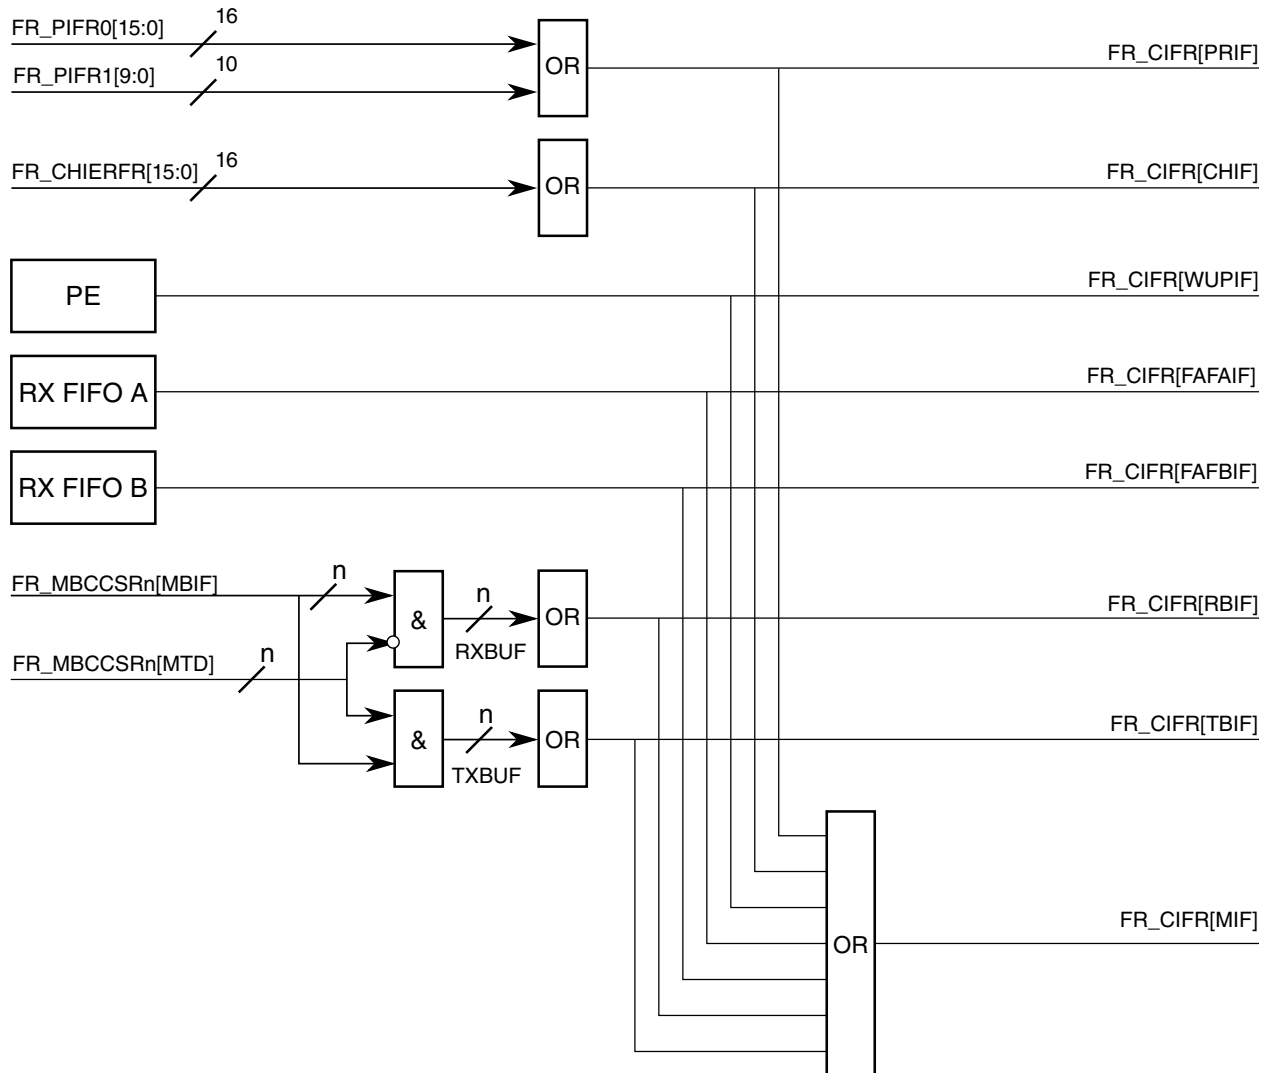 FR_PIFR0[15:0]
16
OR
FR_CIFR[PRIF]
FR_PIFR1[9:0]
10
FR_CHIERFR[15:0]
16
OR
FR_CIFR[CHIF]
PE
FR_CIFR[WUPIF]
RX FIFO A
FR_CIFR[FAFAIF]
RX FIFO B
FR_CIFR[FAFBIF]
FR_MBCCSRn[MBIF]
n
&
n
RXBUF
OR
FR_CIFR[RBIF]
FR_MBCCSRn[MTD]
n
&
n
TXBUF
OR
FR_CIFR[TBIF]
OR
FR_CIFR[MIF]